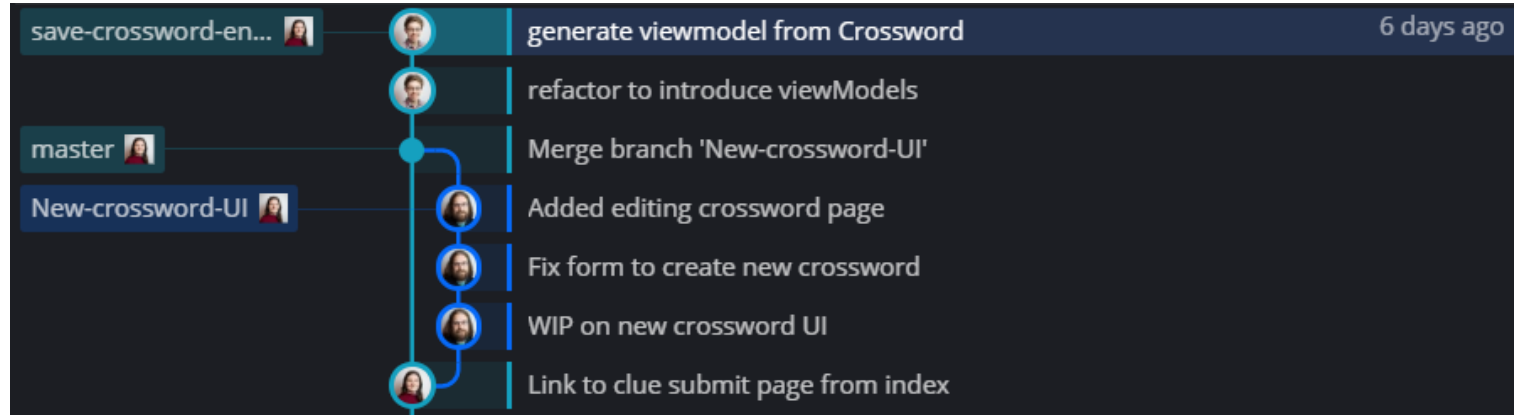 save-crossword-en... generate viewmodel from Crossword 6 days ago
refactor to introduce viewModels
master Merge branch 'New-crossword-UI'
New-crossword-UI Added editing crossword page
Fix form to create new crossword
WIP on new crossword UI
Link to clue submit page from index